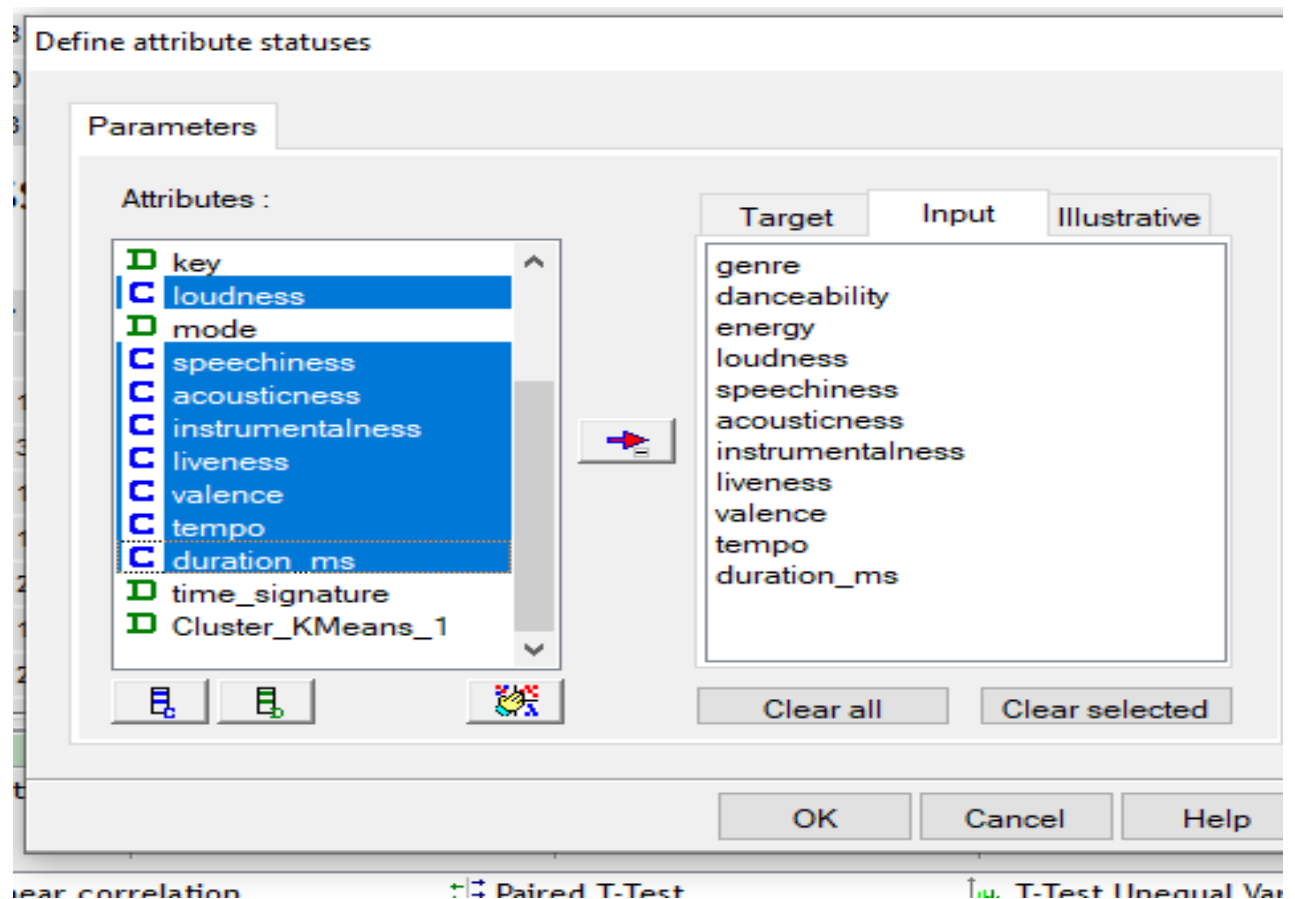 Define attribute statuses
Parameters
Attributes :
D key
C loudness
D mode
C speechiness
C acousticness
C instrumentalness
C liveness
C valence
C tempo
C duration_ms
D time_signature
D Cluster_KMeans_1
Target Input Illustrative
genre
danceability
energy
loudness
speechiness
acousticness
instrumentalness
liveness
valence
tempo
duration_ms
Clear all Clear selected
OK Cancel Help
near correlation Paired T-Test T-Test Unequal Var